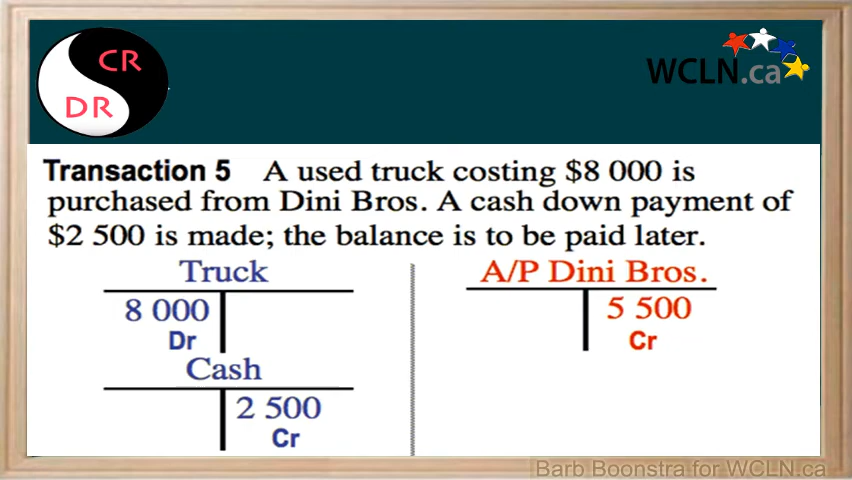 CR
DR
WCLN.ca
Transaction 5 A used truck costing $8 000 is
purchased from Dini Bros. A cash down payment of
$2 500 is made; the balance is to be paid later.
Truck
8 000
Dr
Cash
2 500
Cr
A/P Dini Bros.
5 500
Cr
Barb Boonstra for WCLN.ca